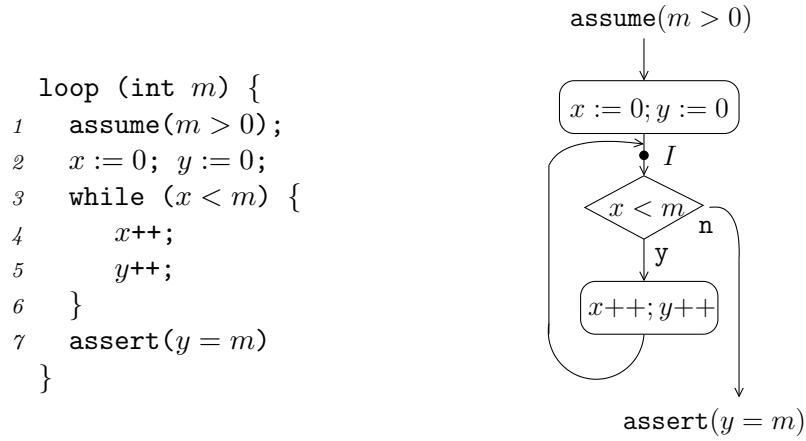 loop (int m) {
1 assume(m > 0);
2 x := 0; y := 0;
3 while (x < m) {
4 x++;
5 y++;
6 }
7 assert(y = m)
}
assume(m > 0)
x := 0; y := 0
I
x < m
n
y
x++; y++
assert(y = m)